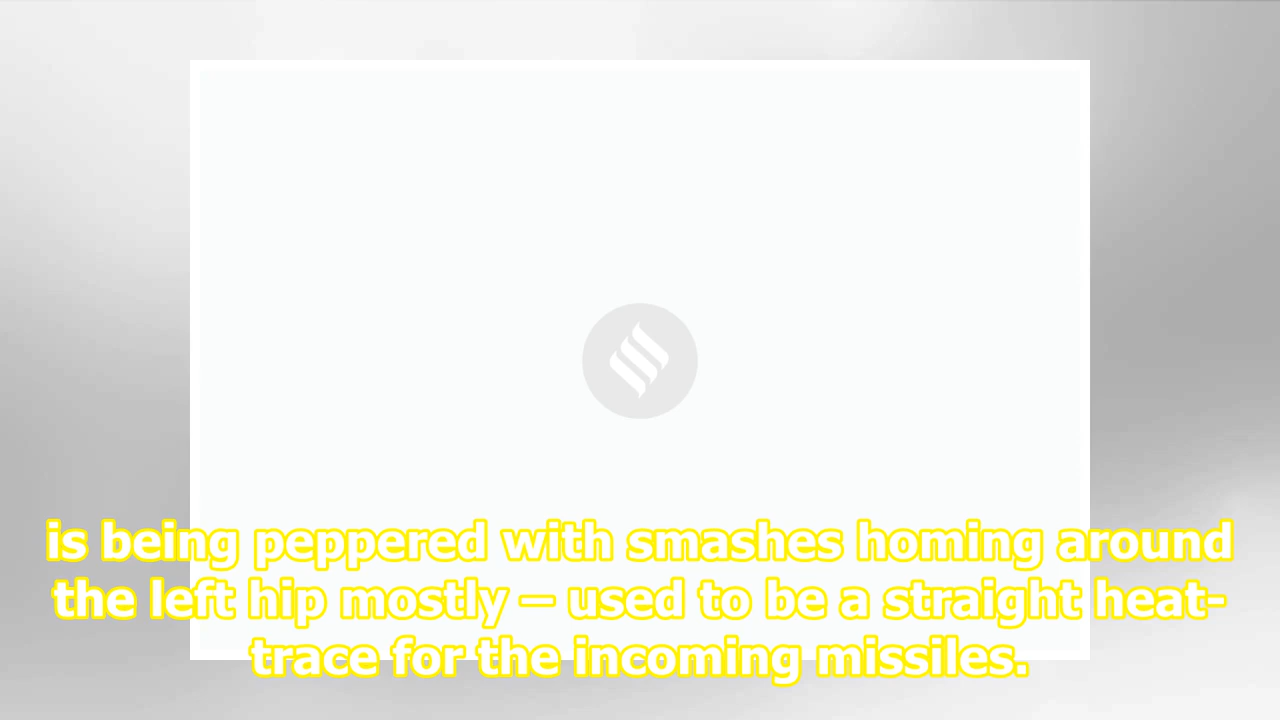 is being peppered with smashes homing around
the left hip mostly – used to be a straight heat-
trace for the incoming missiles.